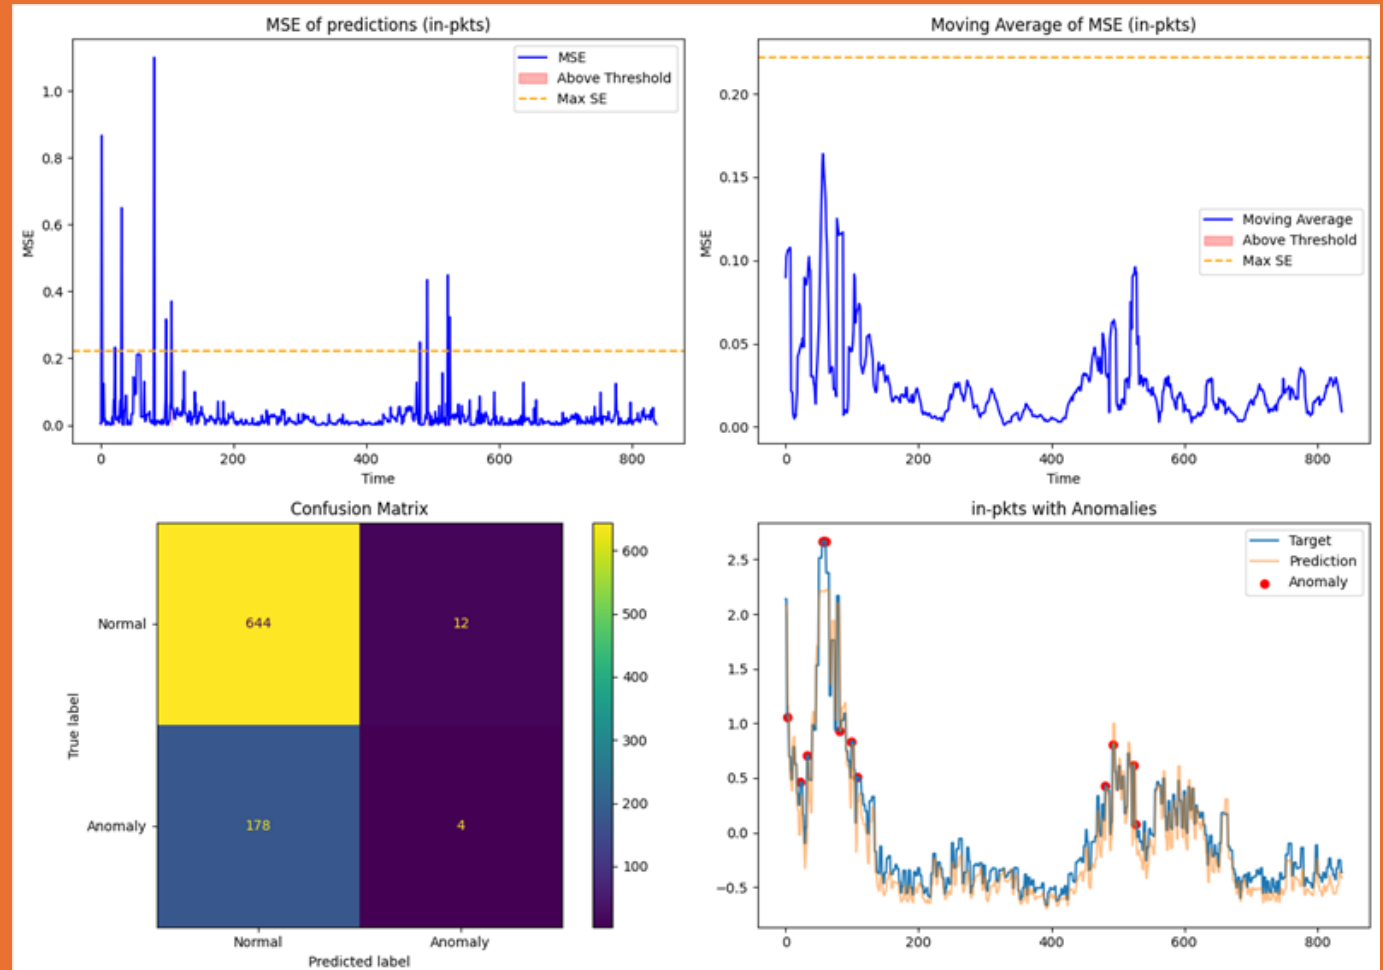 MSE of predictions (in-pkts)
MSE
Above Threshold
Max SE
1.0
0.8
0.6
0.4
0.2
0.0
MSE
0
200
400
600
800
Time
Moving Average of MSE (in-pkts)
0.20
0.15
0.10
0.05
0.00
MSE
Moving Average
Above Threshold
Max SE
0
200
400
600
800
Time
Confusion Matrix
Normal
Anomaly
True label
644
12
178
4
Normal
Anomaly
Predicted label
600
500
400
300
200
100
in-pkts with Anomalies
Target
Prediction
Anomaly
2.5
2.0
1.5
1.0
0.5
0.0
−0.5
0
200
400
600
800